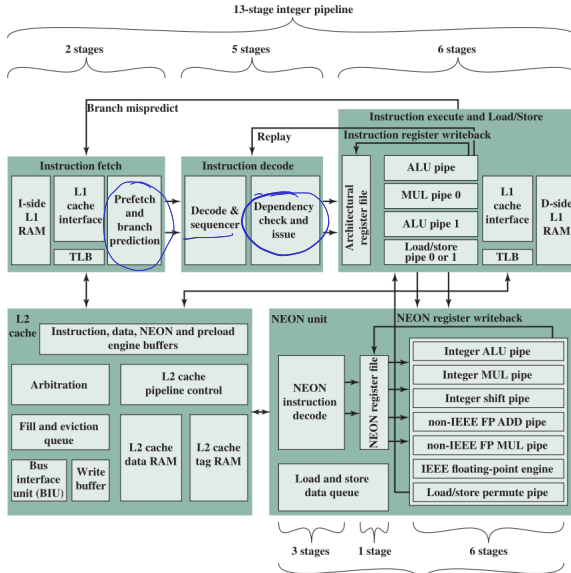 13-stage integer pipeline
2 stages
5 stages
6 stages
Branch mispredict
Instruction execute and Load/Store
Replay
Instruction register writeback
Instruction fetch
I-side
L1
RAM
L1
cache
interface
TLB
Prefetch
and
branch
prediction
Instruction decode
Decode &
sequencer
Dependency
check and
issue
Architectural
register file
ALU pipe
MUL pipe 0
ALU pipe 1
Load/store
pipe 0 or 1
L1
cache
interface
TLB
D-side
L1
RAM
L2
cache
Instruction, data, NEON and preload
engine buffers
Arbitration
L2 cache
pipeline control
Fill and eviction
queue
L2 cache
data RAM
L2 cache
tag RAM
Bus
interface
unit (BIU)
Write
buffer
NEON unit
NEON register writeback
NEON
instruction
decode
NEON register file
Integer ALU pipe
Integer MUL pipe
Integer shift pipe
non-IEEE FP ADD pipe
non-IEEE FP MUL pipe
IEEE floating-point engine
Load/store permute pipe
Load and store
data queue
3 stages
1 stage
6 stages